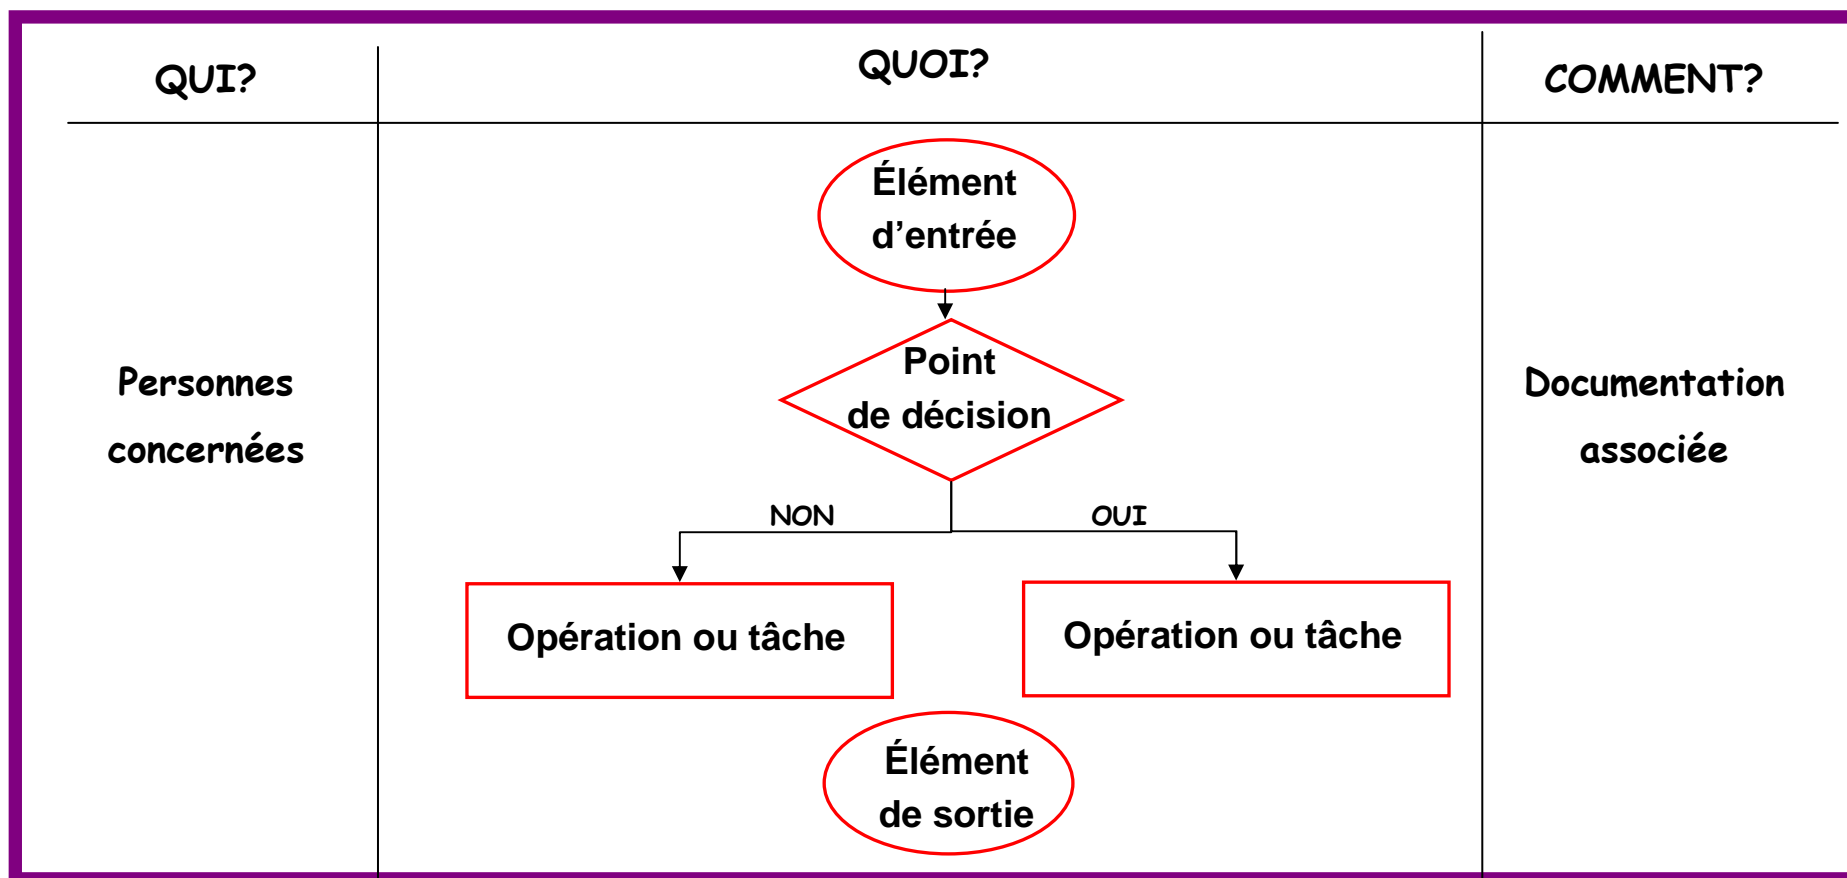 QUI?
QUOI?
COMMENT?
Élément
d’entrée
Point
de décision
Personnes
concernées
Documentation
associée
NON
OUI
Opération ou tâche
Opération ou tâche
Élément
de sortie